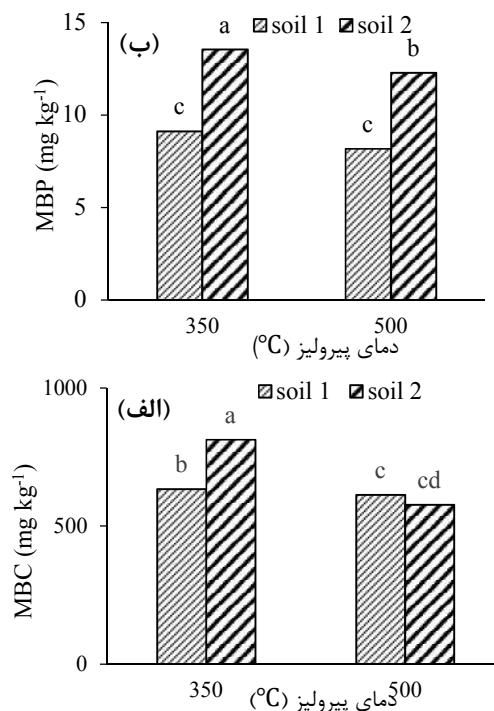 (ب)
soil 1 soil 2
15
10
5
0
MBP (mg kg-1)
c
a
c
b
350 500
دمای پیرولیز (°C)
(الف)
soil 1 soil 2
1000
500
0
MBC (mg kg-1)
b
a
c
cd
350 500
دمای پیرولیز (°C)